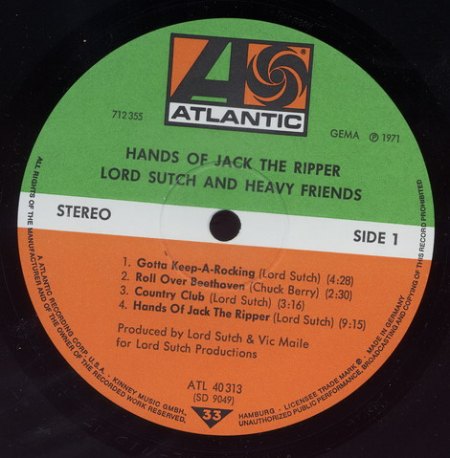 ATLANTIC
712 355
GEMA ℗ 1971
HANDS OF JACK THE RIPPER
LORD SUTCH AND HEAVY FRIENDS
STEREO
SIDE 1
1. Gotta Keep-A-Rocking (Lord Sutch) (4:28)
2. Roll Over Beethoven (Chuck Berry) (2:30)
3. Country Club (Lord Sutch) (3:16)
4. Hands Of Jack The Ripper (Lord Sutch) (9:15)
Produced by Lord Sutch & Vic Maile
for Lord Sutch Productions
ATL 40 313
(SD 9049)
33
ALL RIGHTS OF THE MANUFACTURER AND OF THE OWNER OF THE RECORDED WORK RESERVED.
A ATLANTIC RECORDING CORP. U.S.A. - KINNEY MUSIC GMBH.
HAMBURG - LICENSEE TRADE MARK ® - MADE IN GERMANY
UNAUTHORIZED PUBLIC PERFORMANCE, BROADCASTING AND COPYING OF THIS RECORD PROHIBITED